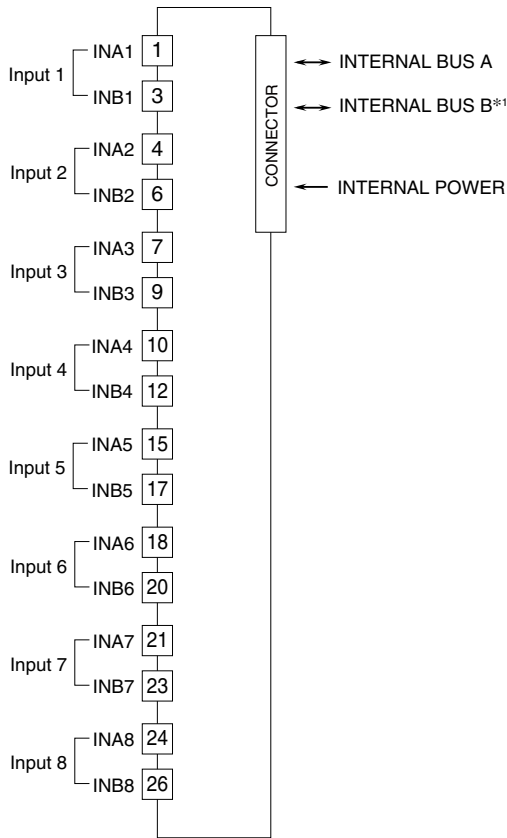 Input 1
INA1 1
INB1 3
Input 2
INA2 4
INB2 6
Input 3
INA3 7
INB3 9
Input 4
INA4 10
INB4 12
Input 5
INA5 15
INB5 17
Input 6
INA6 18
INB6 20
Input 7
INA7 21
INB7 23
Input 8
INA8 24
INB8 26
CONNECTOR
INTERNAL BUS A
INTERNAL BUS B*1
INTERNAL POWER